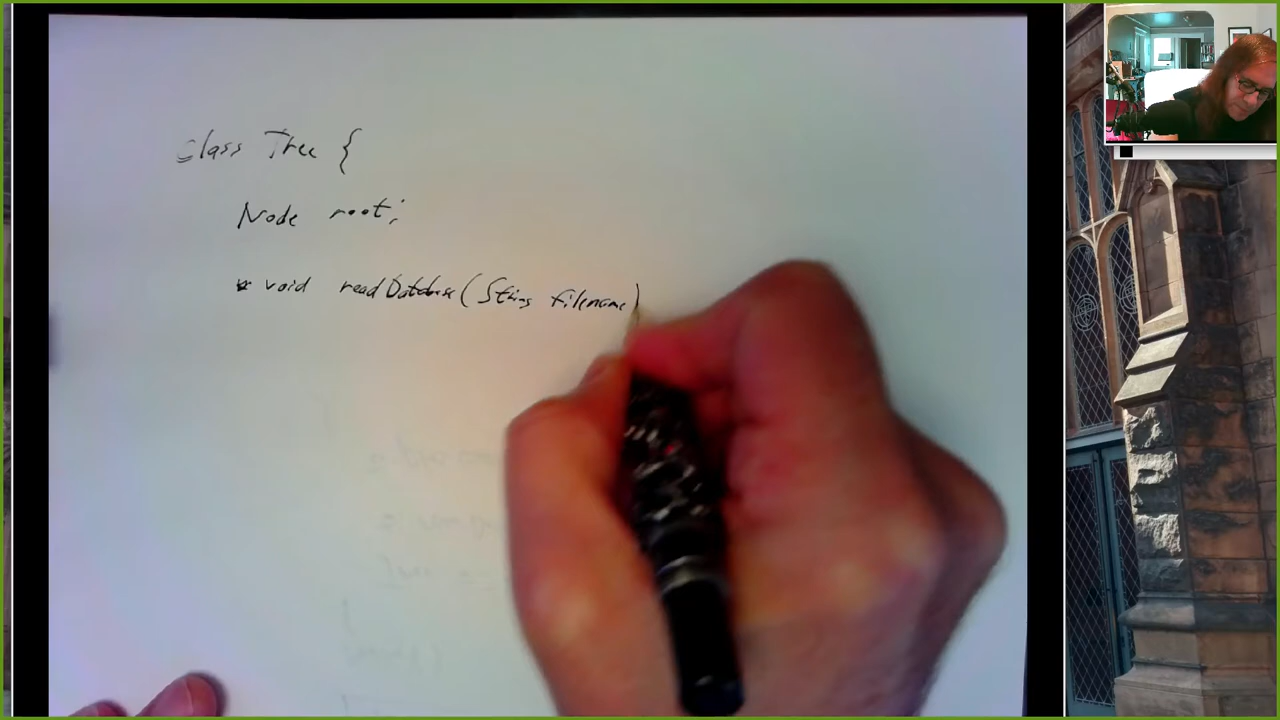 class Tree {
Node root;
* void readDatabase(String filename)